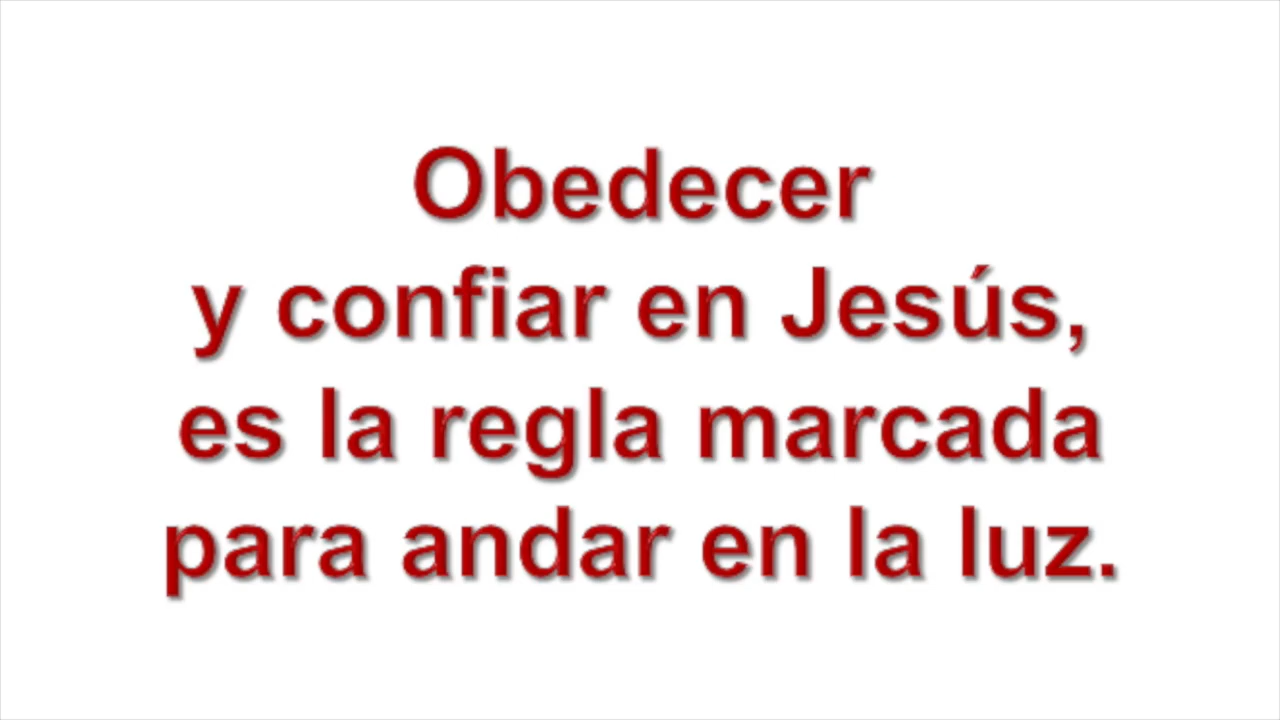 Obedecer
y confiar en Jesús,
es la regla marcada
para andar en la luz.